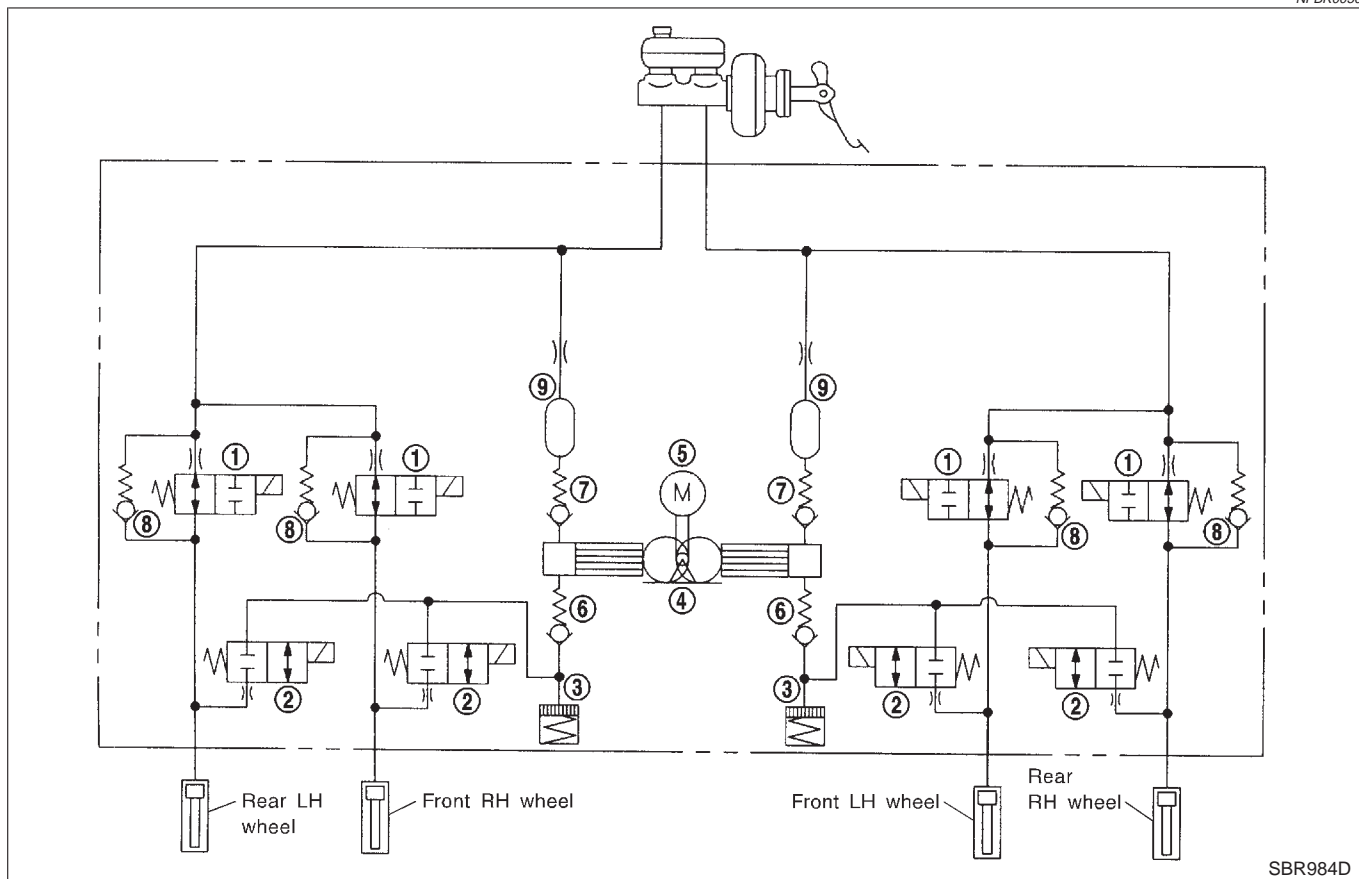 ⑨ ⑨
① ① ⑤ ① ①
M
⑦ ⑦
⑧ ⑧ ⑧ ⑧
④
⑥ ⑥
③ ③
② ② ② ②
Rear LH
wheel
Front RH wheel
Front LH wheel
Rear
RH wheel
SBR984D